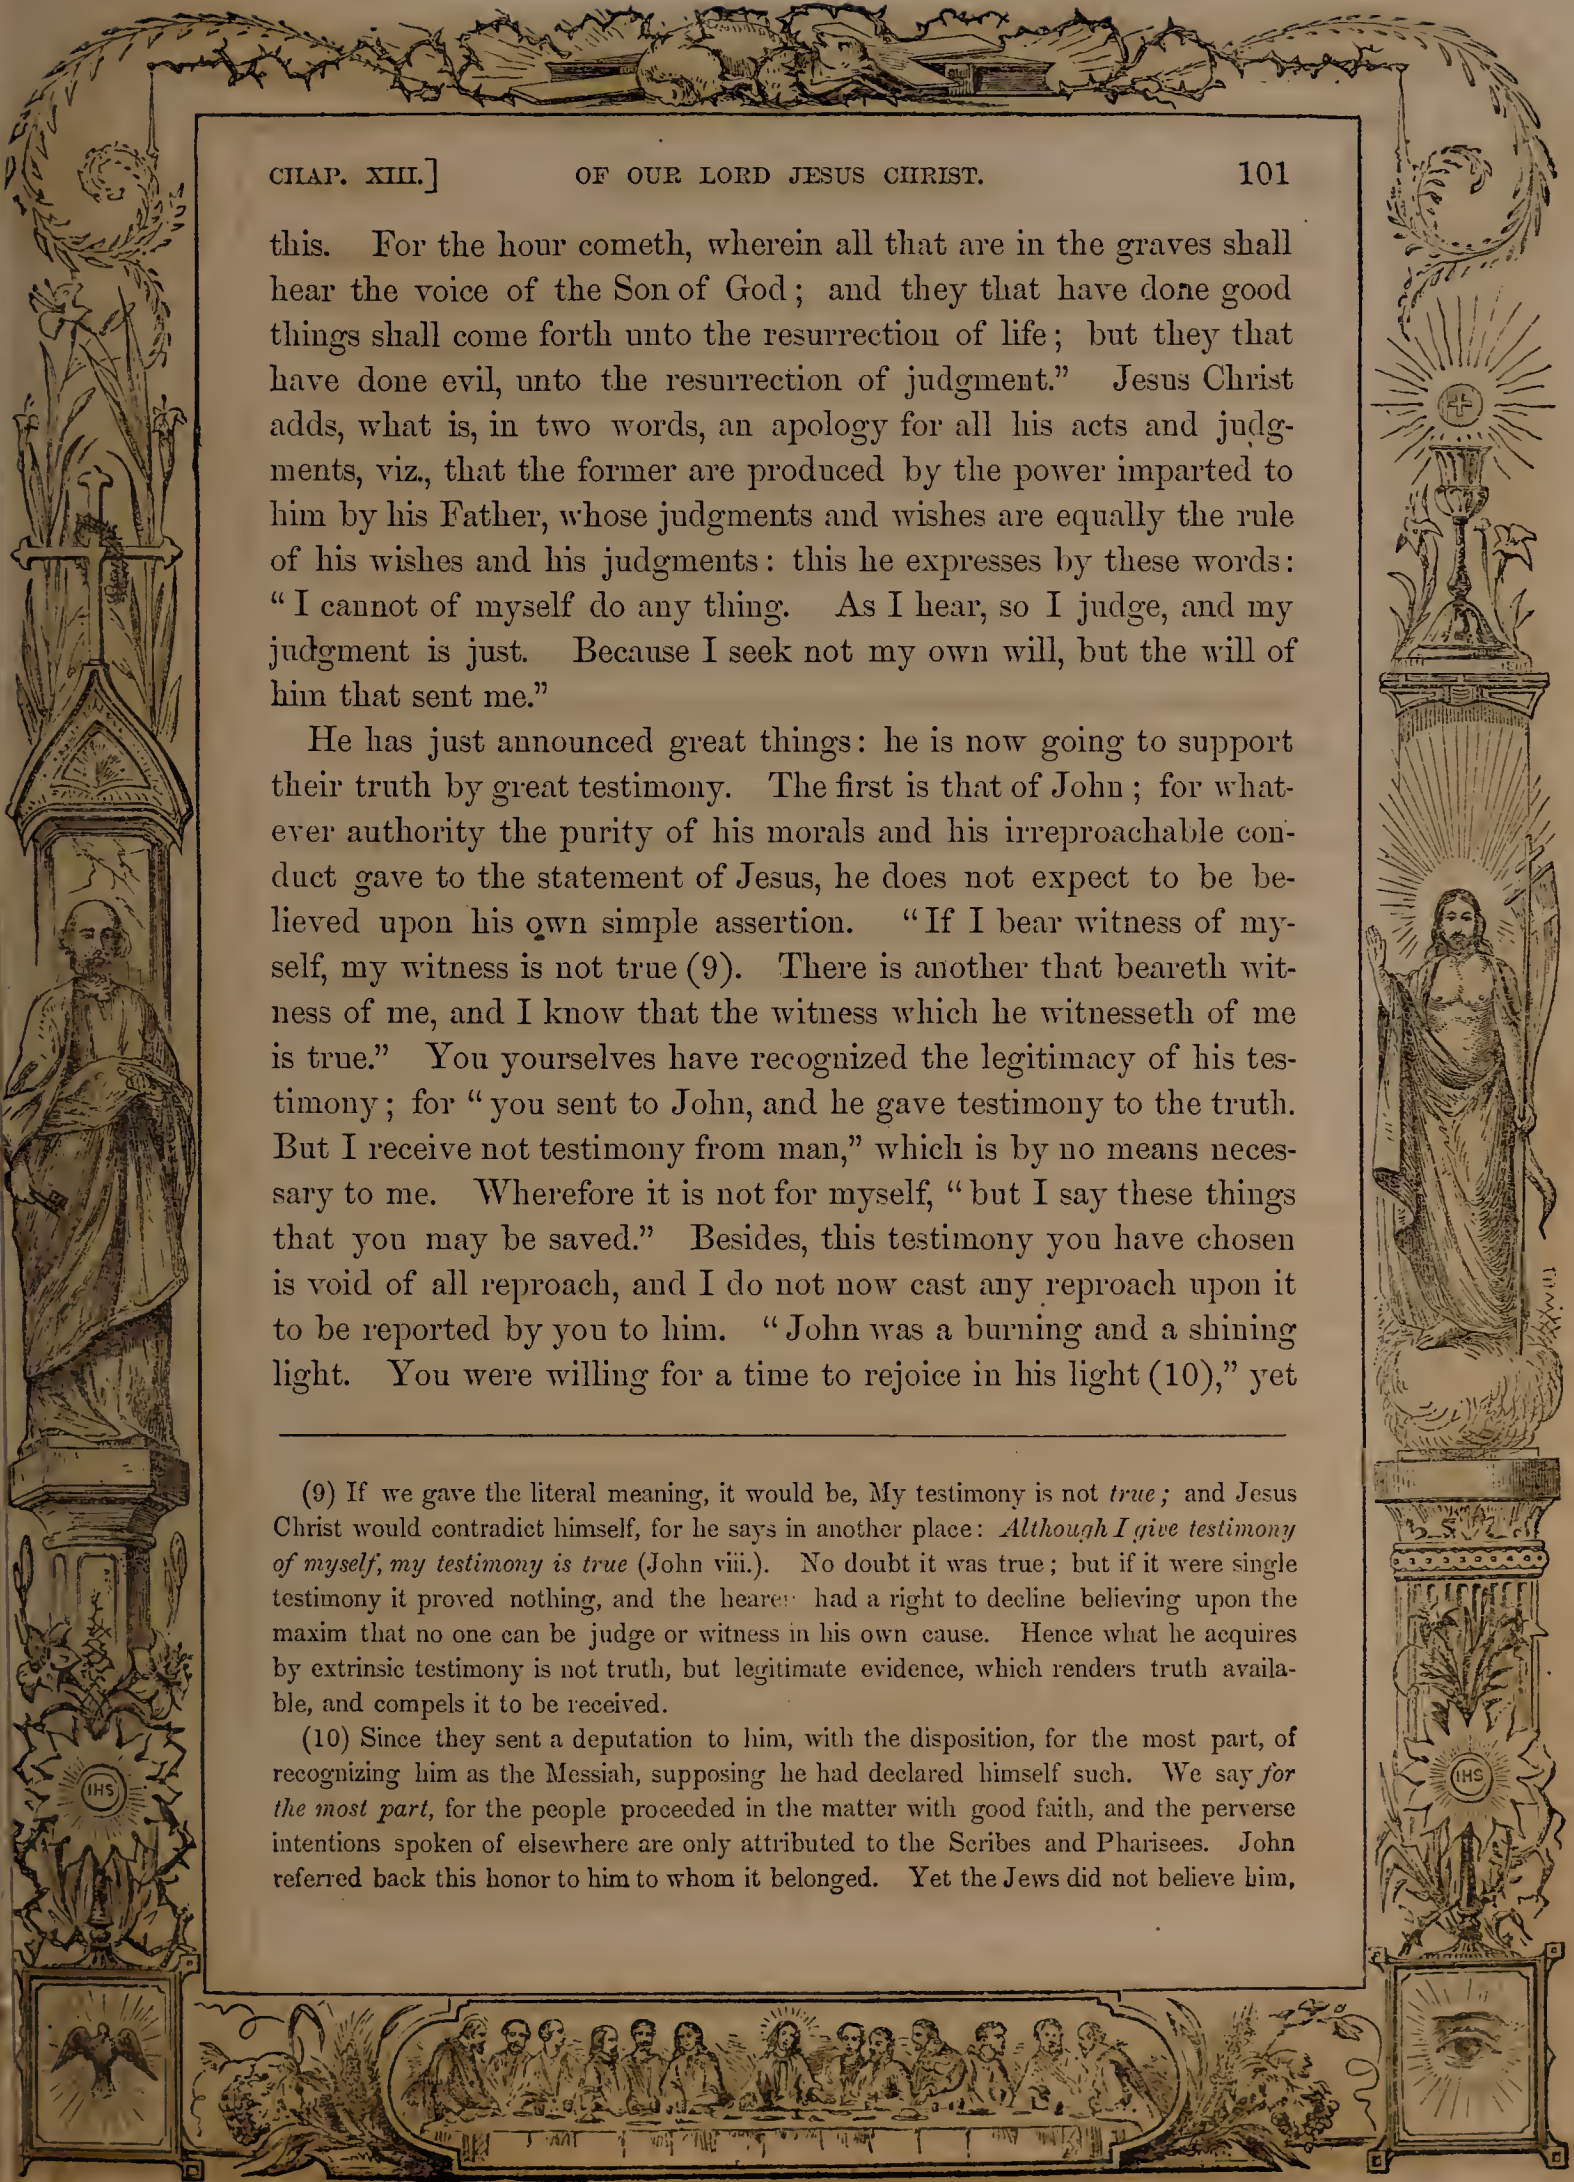 CHAP. XIII.] OF OUR LORD JESUS CHRIST. 101
this. For the hour cometh, wherein all that are in the graves shall
hear the voice of the Son of God; and they that have done good
things shall come forth unto the resurrection of life; but they that
have done evil, unto the resurrection of judgment.” Jesus Christ
adds, what is, in two words, an apology for all his acts and judg-
ments, viz., that the former are produced by the power imparted to
him by his Father, whose judgments and wishes are equally the rule
of his wishes and his judgments: this he expresses by these words:
“I cannot of myself do any thing. As I hear, so I judge, and my
judgment is just. Because I seek not my own will, but the will of
him that sent me.”
He has just announced great things: he is now going to support
their truth by great testimony. The first is that of John; for what-
ever authority the purity of his morals and his irreproachable con-
duct gave to the statement of Jesus, he does not expect to be be-
lieved upon his own simple assertion. “If I bear witness of my-
self, my witness is not true (9). There is another that beareth wit-
ness of me, and I know that the witness which he witnesseth of me
is true.” You yourselves have recognized the legitimacy of his tes-
timony; for “you sent to John, and he gave testimony to the truth.
But I receive not testimony from man,” which is by no means neces-
sary to me. Wherefore it is not for myself, “but I say these things
that you may be saved.” Besides, this testimony you have chosen
is void of all reproach, and I do not now cast any reproach upon it
to be reported by you to him. “John was a burning and a shining
light. You were willing for a time to rejoice in his light (10),” yet
(9) If we gave the literal meaning, it would be, My testimony is not true; and Jesus
Christ would contradict himself, for he says in another place: Although I give testimony
of myself, my testimony is true (John viii.). No doubt it was true; but if it were single
testimony it proved nothing, and the hearer had a right to decline believing upon the
maxim that no one can be judge or witness in his own cause. Hence what he acquires
by extrinsic testimony is not truth, but legitimate evidence, which renders truth availa-
ble, and compels it to be received.
(10) Since they sent a deputation to him, with the disposition, for the most part, of
recognizing him as the Messiah, supposing he had declared himself such. We say for
the most part, for the people proceeded in the matter with good faith, and the perverse
intentions spoken of elsewhere are only attributed to the Scribes and Pharisees. John
referred back this honor to him to whom it belonged. Yet the Jews did not believe him,
IHS
IHS